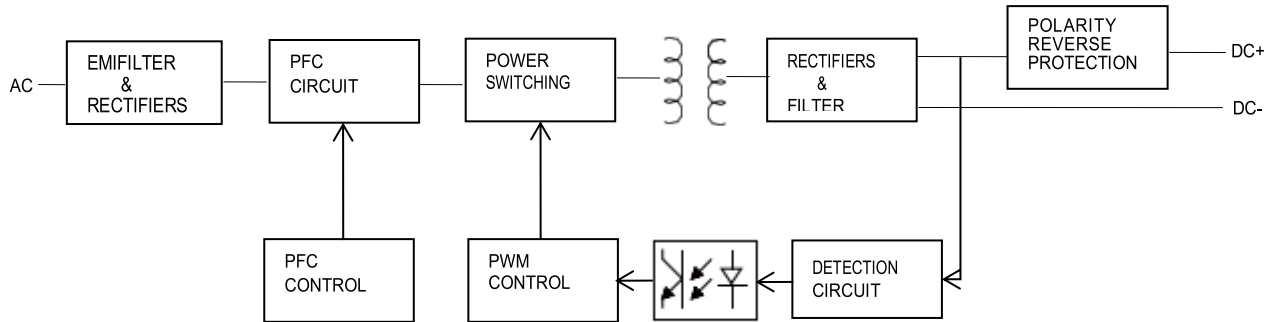 AC
EMIFILTER
&
RECTIFIERS
PFC
CIRCUIT
POWER
SWITCHING
RECTIFIERS
&
FILTER
POLARITY
REVERSE
PROTECTION
DC+
DC-
PFC
CONTROL
PWM
CONTROL
DETECTION
CIRCUIT